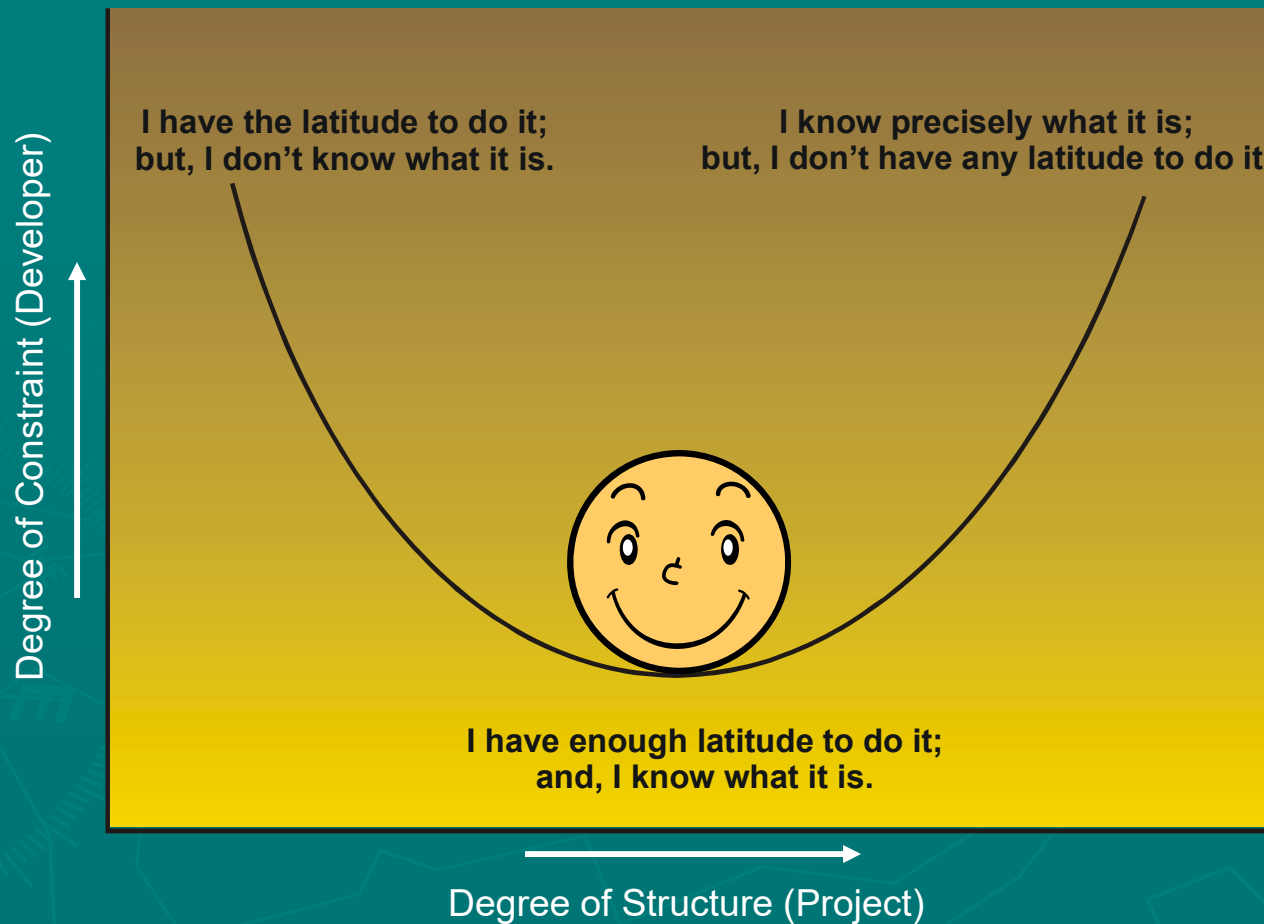 I have the latitude to do it;
but, I don't know what it is.
I know precisely what it is;
but, I don't have any latitude to do it
Degree of Constraint (Developer)
I have enough latitude to do it;
and, I know what it is.
Degree of Structure (Project)